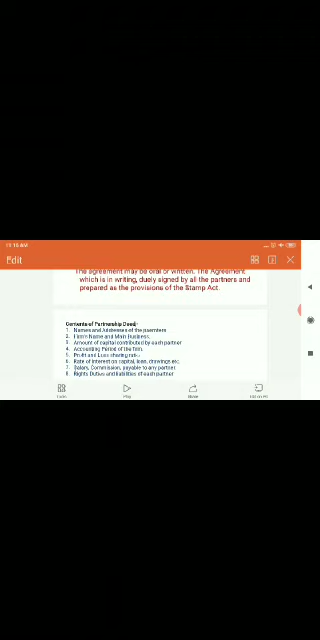 Edit
The agreement may be oral or written. The Agreement
which is in writing, duely signed by all the partners and
prepared as the provisions of the Stamp Act.
Contents of Partnership Deed:
1. Names and Addresses of the
2. Firm's Name and Main Business.
3. Amount of capital contributed by each partner
4. Accounting Period of the firm.
5. Profit and Loss sharing ratio.
6. Rate of interest on capital, loan, drawings etc.
7. Salary, Commission, payable to any partner.
8. Rights Duties and liabilities of each partner
Tools Play Share